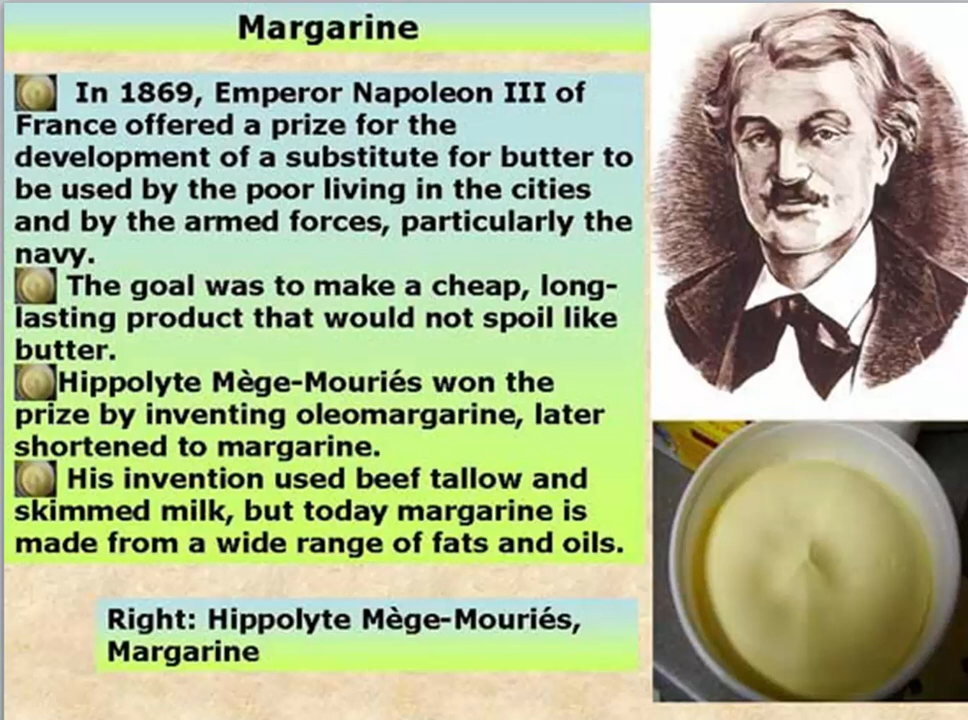 Margarine
In 1869, Emperor Napoleon III of
France offered a prize for the
development of a substitute for butter to
be used by the poor living in the cities
and by the armed forces, particularly the
navy.
The goal was to make a cheap, long-
lasting product that would not spoil like
butter.
Hippolyte Mège-Mouriés won the
prize by inventing oleomargarine, later
shortened to margarine.
His invention used beef tallow and
skimmed milk, but today margarine is
made from a wide range of fats and oils.
Right: Hippolyte Mège-Mouriés,
Margarine